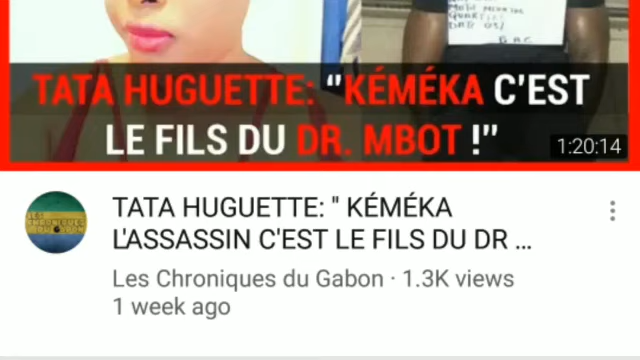 QUARTIER
TATA HUGUETTE: “KÉMÉKA C'EST
LE FILS DU DR. MBOT !”
1:20:14
TATA HUGUETTE: " KÉMÉKA
L'ASSASSIN C'EST LE FILS DU DR ...
Les Chroniques du Gabon · 1.3K views
1 week ago